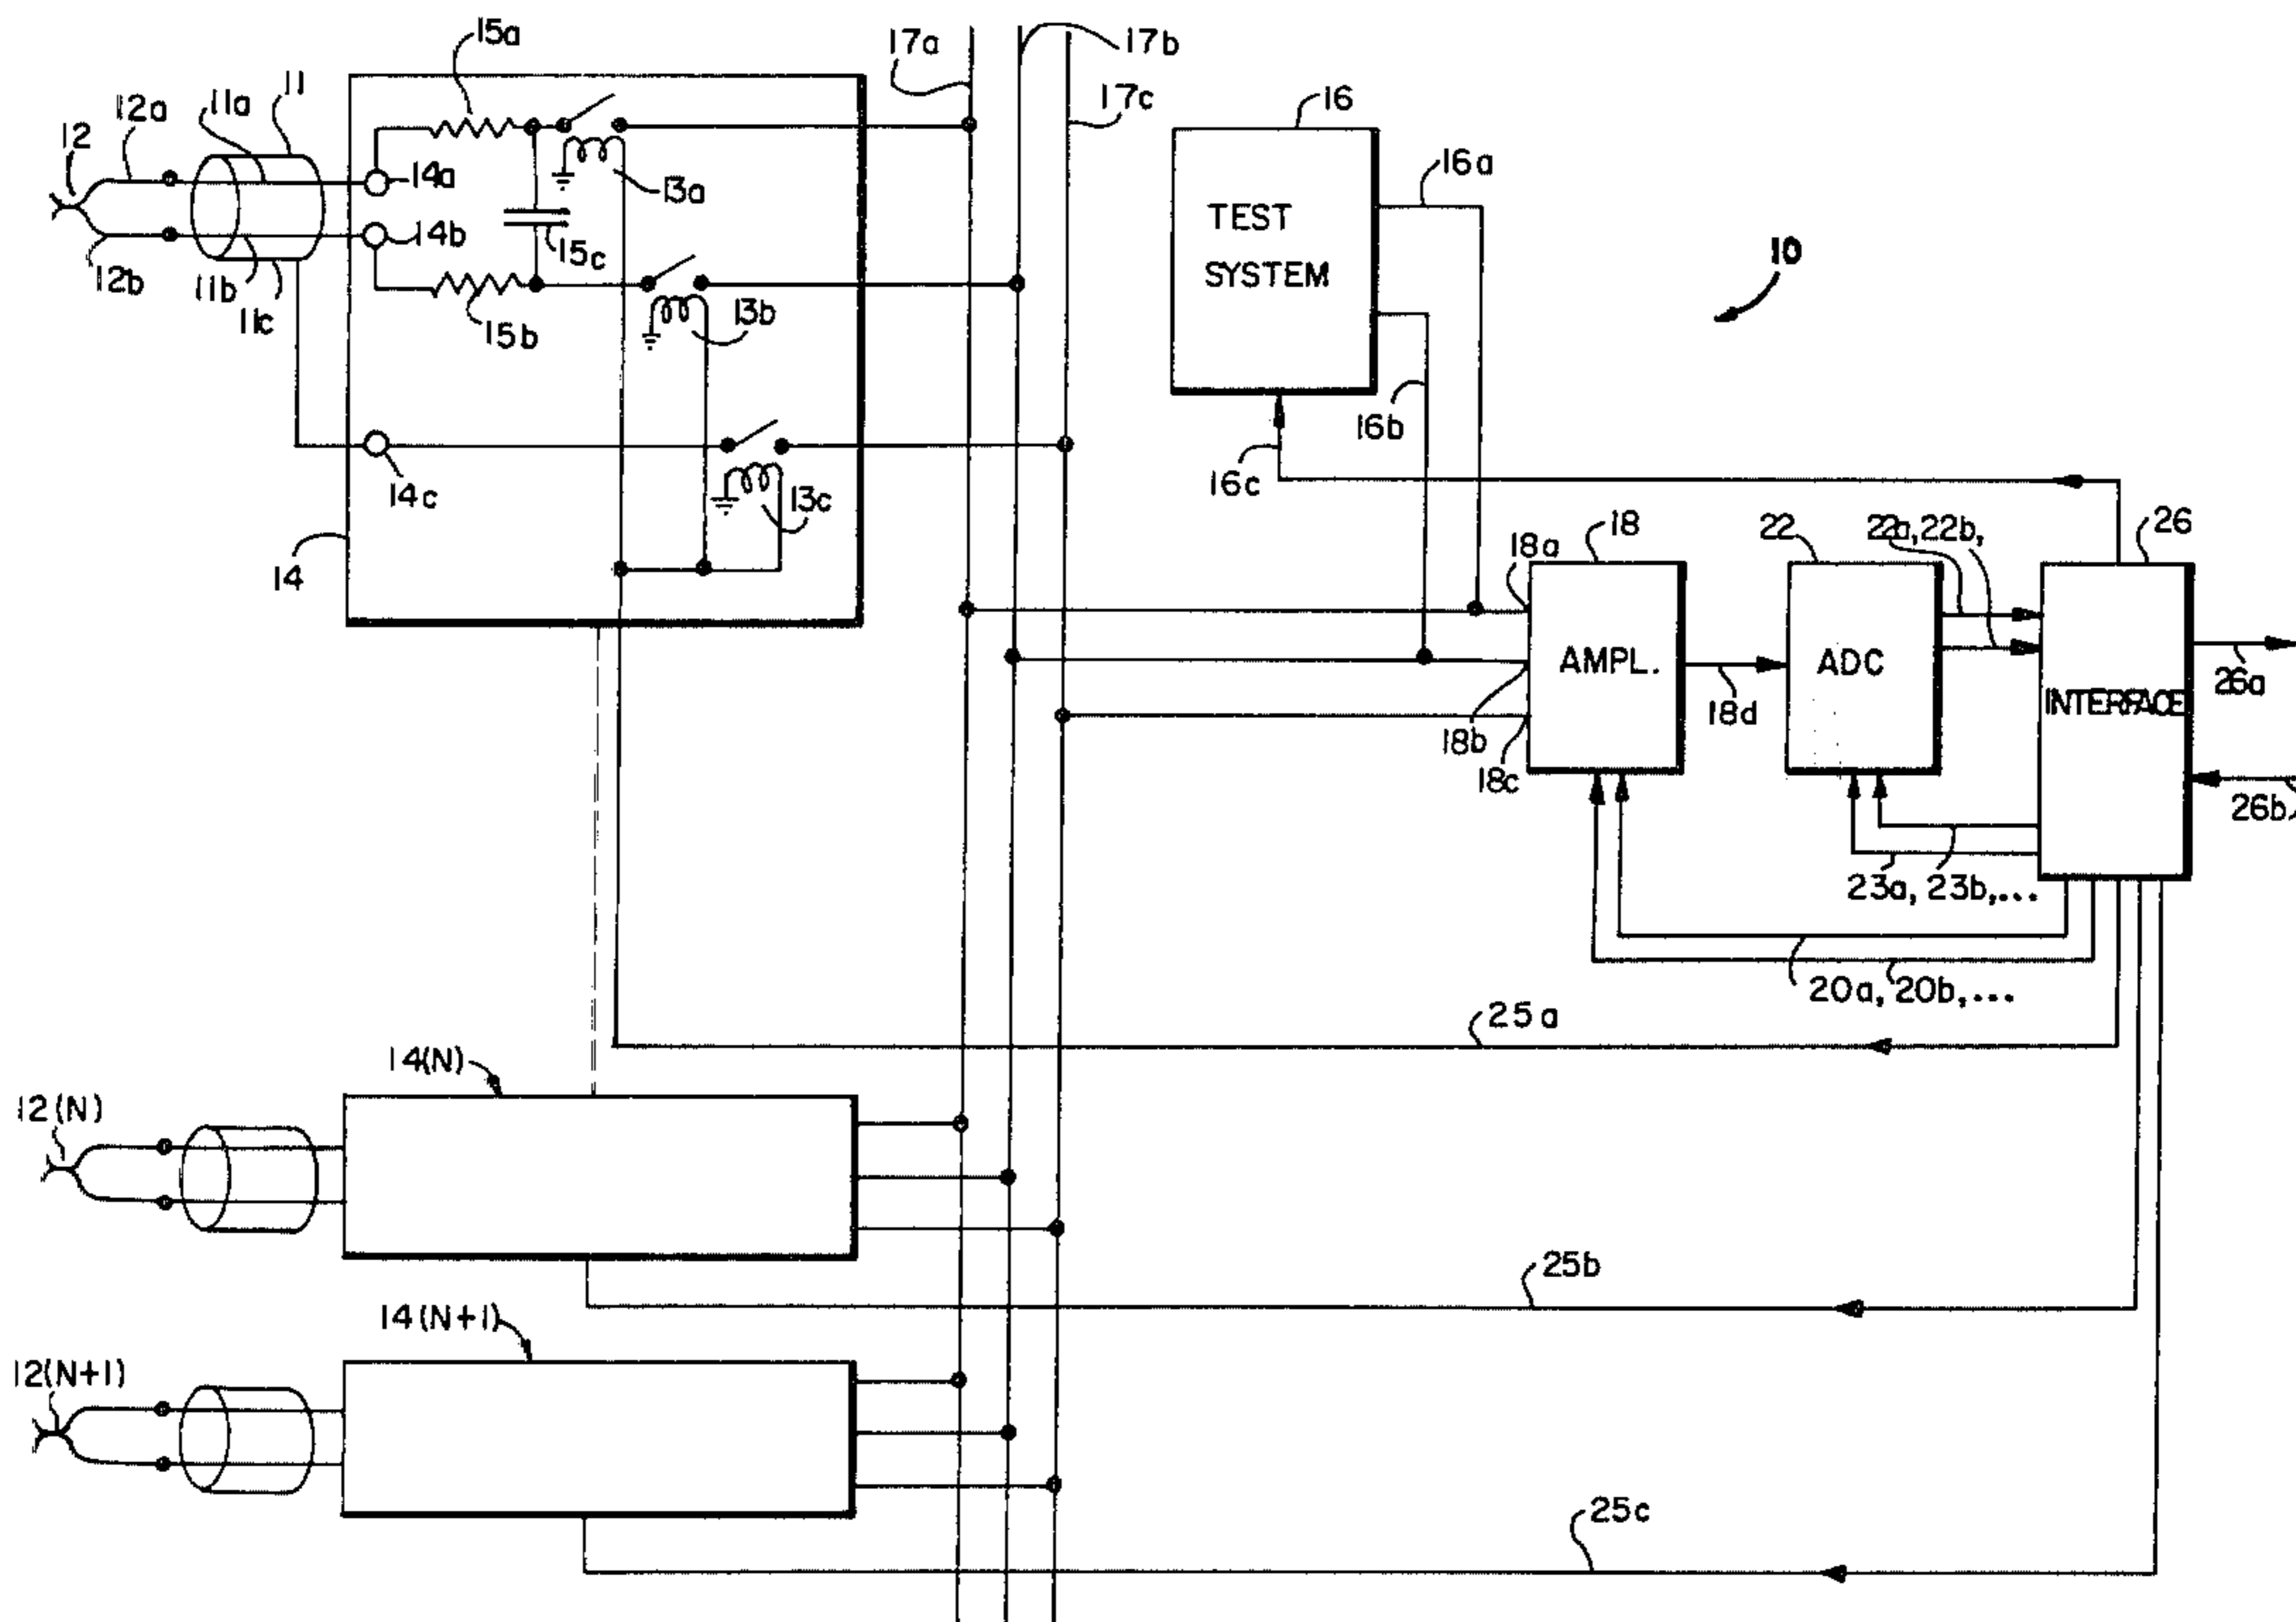 15a
17a
17b
11
11a
12a
12
17c
16
14a
13a
16a
TEST
SYSTEM
10
14b
15c
12b
11b
11c
15b
13b
16b
16c
14c
13c
14
18a
18
22
22a, 22b,
26
AMPL.
ADC
INTERFACE
18b
18c
18d
26a
26b,
23a, 23b,...
20a, 20b,...
25a
14(N)
12(N)
25b
14(N+1)
12(N+1)
25c